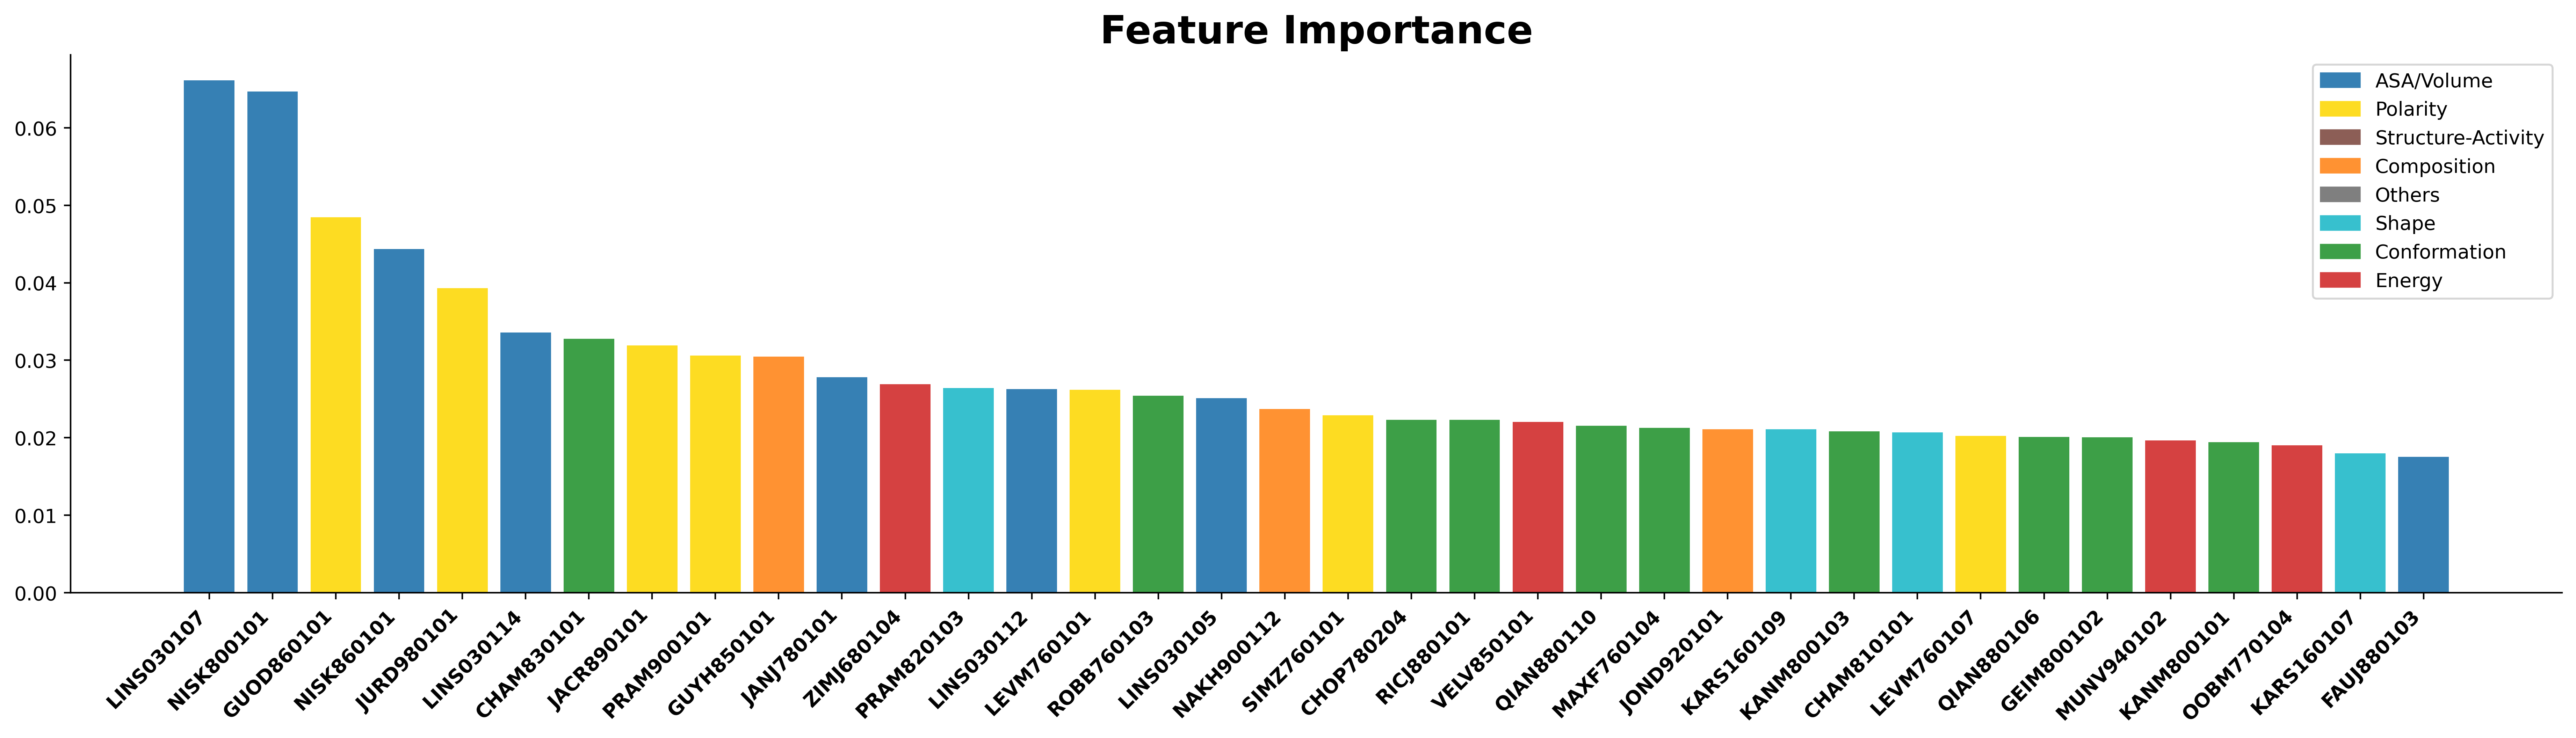 Feature Importance
0.06
0.05
0.04
0.03
0.02
0.01
0.00
ASA/Volume
Polarity
Structure-Activity
Composition
Others
Shape
Conformation
Energy
LINS030107
NISK800101
GUOD860101
NISK860101
JURD980101
LINS030114
CHAM830101
JACR890101
PRAM900101
GUYH850101
JANJ780101
ZIMJ680104
PRAM820103
LINS030112
LEVM760101
ROBB760103
LINS030105
NAKH900112
SIMZ760101
CHOP780204
RICJ880101
VELV850101
QIAN880110
MAXF760104
JOND920101
KARS160109
KANM800103
CHAM810101
LEVM760107
QIAN880106
GEIM800102
MUNV940102
KANM800101
OOBM770104
KARS160107
FAUJ880103